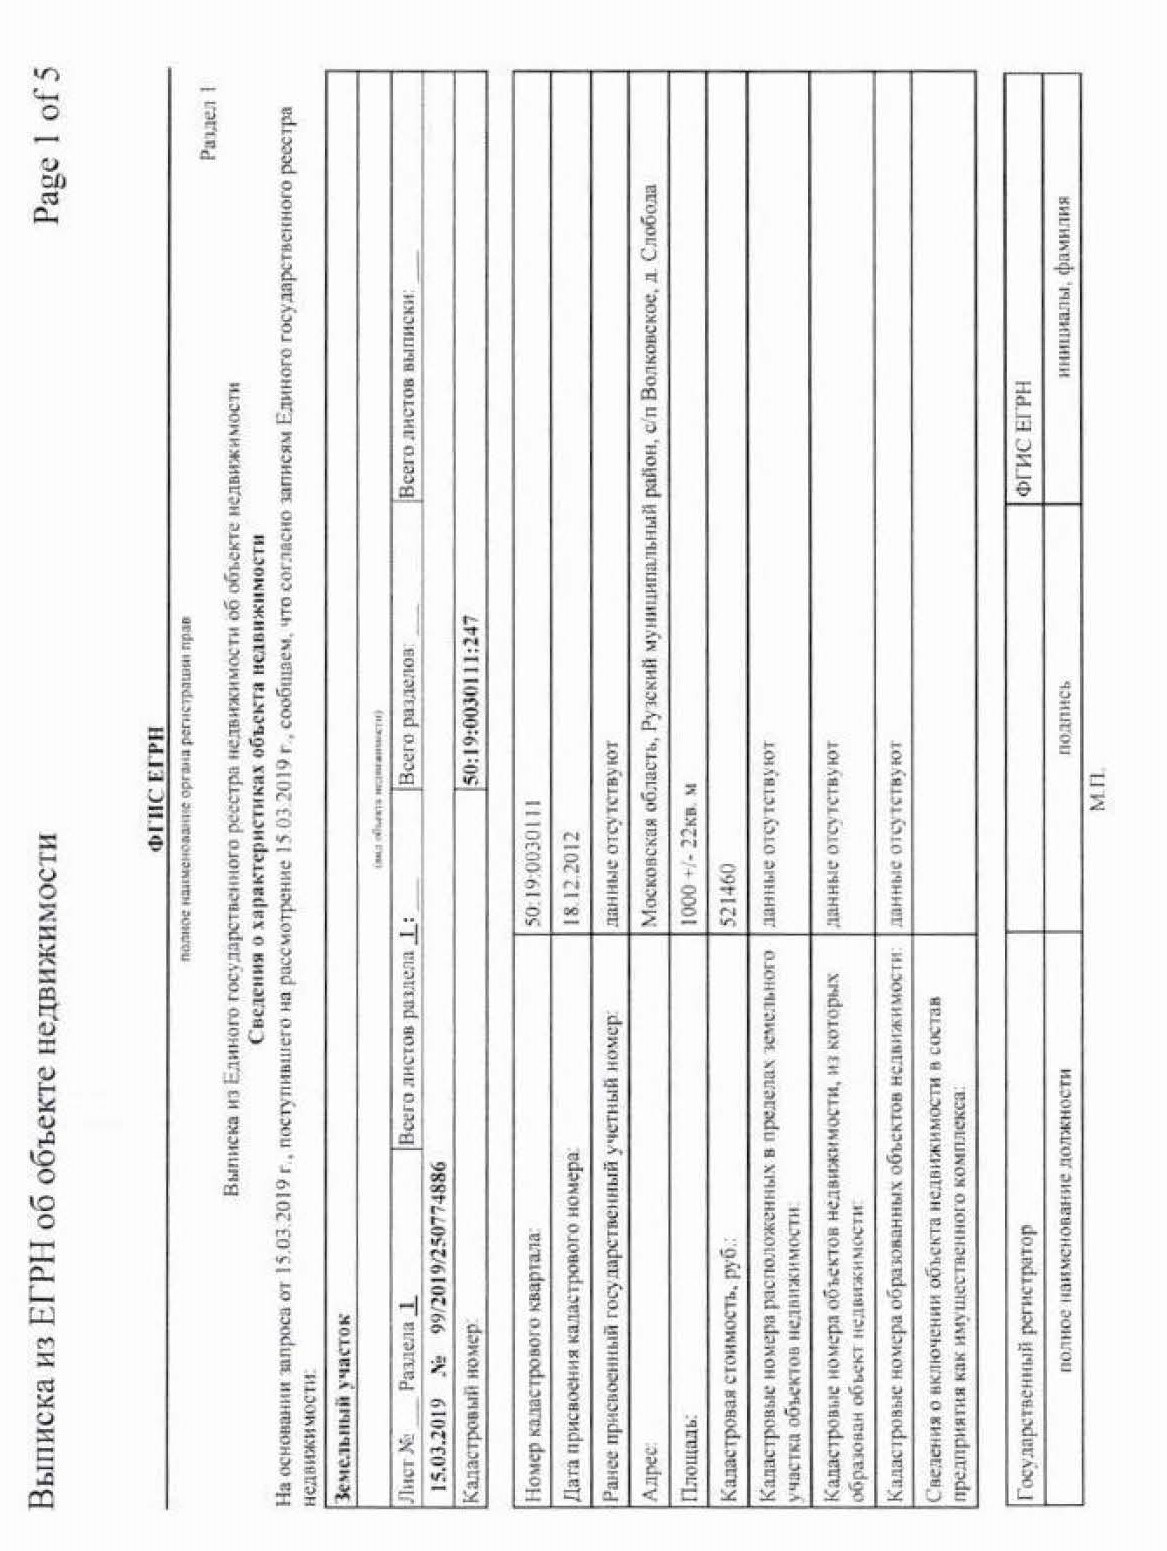 Выписка из ЕГРН об объекте недвижимости
Page 1 of 5
ФГИС ЕГРН
полное наименование органа регистрации прав
Раздел 1
Выписка из Единого государственного реестра недвижимости об объекте недвижимости
Сведения о характеристиках объекта недвижимости
На основании запроса от 15.03.2019 г., поступившего на рассмотрение 15.03.2019 г., сообщаем, что согласно записям Единого государственного реестра
недвижимости:
Земельный участок
(вид объекта недвижимости)
Лист № ___ Раздела 1 Всего листов раздела 1 : ___ Всего разделов: ___ Всего листов выписки: ___
15.03.2019 № 99/2019/250774886
Кадастровый номер: 50:19:0030111:247
Номер кадастрового квартала: 50:19:0030111
Дата присвоения кадастрового номера: 18.12.2012
Ранее присвоенный государственный учетный номер: данные отсутствуют
Адрес: Московская область, Рузский муниципальный район, с/п Волковское, д. Слобода
Площадь: 1000 +/- 22кв. м
Кадастровая стоимость, руб.: 521460
Кадастровые номера расположенных в пределах земельного данные отсутствуют
участка объектов недвижимости:
Кадастровые номера объектов недвижимости, из которых данные отсутствуют
образован объект недвижимости:
Кадастровые номера образованных объектов недвижимости: данные отсутствуют
Сведения о включении объекта недвижимости в состав
предприятия как имущественного комплекса:
Государственный регистратор ФГИС ЕГРН
полное наименование должности подпись инициалы, фамилия
М.П.